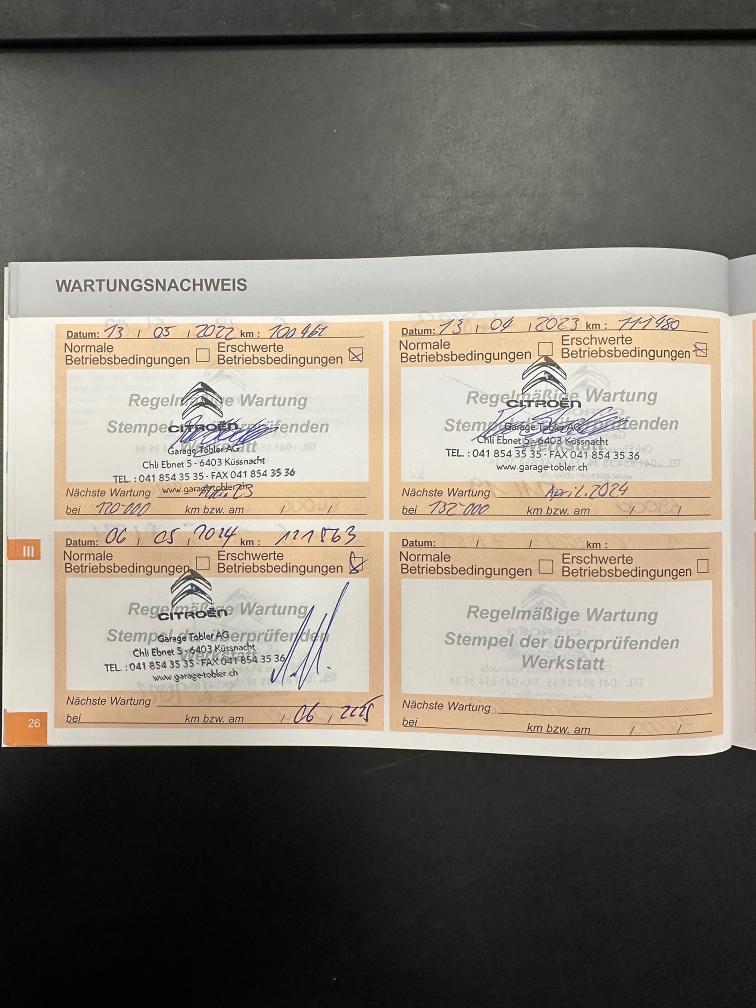 WARTUNGSNACHWEIS
Datum: 13 / 05 / 2022 km : 100 461
Normale Betriebsbedingungen
Erschwerte Betriebsbedingungen
Regelmäßige Wartung
Stempel der überprüfenden
Werkstatt
CITROËN
Garage Tobler AG
Chli Ebnet 5 - 6403 Küssnacht
TEL. : 041 854 35 35 - FAX 041 854 35 36
www.garage-tobler.ch
Nächste Wartung
bei 120·000 km bzw. am / /
Datum: 13 / 04 / 2023 km : 111480
Normale Betriebsbedingungen
Erschwerte Betriebsbedingungen
Regelmäßige Wartung
Stempel der überprüfenden
Werkstatt
CITROËN
Garage Tobler AG
Chli Ebnet 5 - 6403 Küssnacht
TEL. : 041 854 35 35 - FAX 041 854 35 36
www.garage-tobler.ch
Nächste Wartung April. 2024
bei 132·000 km bzw. am / /
III
Datum: 06 / 05 / 2024 km : 121563
Normale Betriebsbedingungen
Erschwerte Betriebsbedingungen
Regelmäßige Wartung
Stempel der überprüfenden
Werkstatt
CITROËN
Garage Tobler AG
Chli Ebnet 5 - 6403 Küssnacht
TEL. : 041 854 35 35 - FAX 041 854 35 36
www.garage-tobler.ch
Nächste Wartung
bei km bzw. am / 06 /
Datum: / / km :
Normale Betriebsbedingungen
Erschwerte Betriebsbedingungen
Regelmäßige Wartung
Stempel der überprüfenden
Werkstatt
Nächste Wartung
bei km bzw. am / /
26